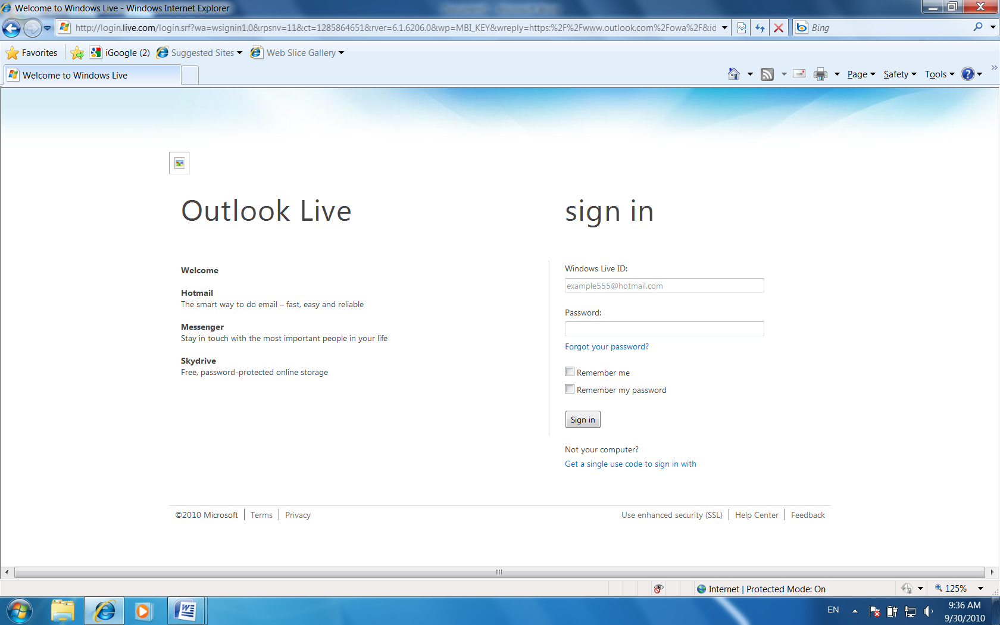 Welcome to Windows Live - Windows Internet Explorer
http://login.live.com/login.srf?wa=wsignin1.0&rpsnv=11&ct=1285864651&rver=6.1.6206.0&wp=MBI_KEY&wreply=https:%2F%2Fwww.outlook.com%2Fowa%2F&id
Bing
Favorites
iGoogle (2)
Suggested Sites
Web Slice Gallery
Welcome to Windows Live
Page
Safety
Tools
Outlook Live
Welcome
Hotmail
The smart way to do email – fast, easy and reliable
Messenger
Stay in touch with the most important people in your life
Skydrive
Free, password-protected online storage
sign in
Windows Live ID:
example555@hotmail.com
Password:
Forgot your password?
Remember me
Remember my password
Sign in
Not your computer?
Get a single use code to sign in with
©2010 Microsoft
Terms
Privacy
Use enhanced security (SSL)
Help Center
Feedback
Internet | Protected Mode: On
125%
EN
9:36 AM
9/30/2010